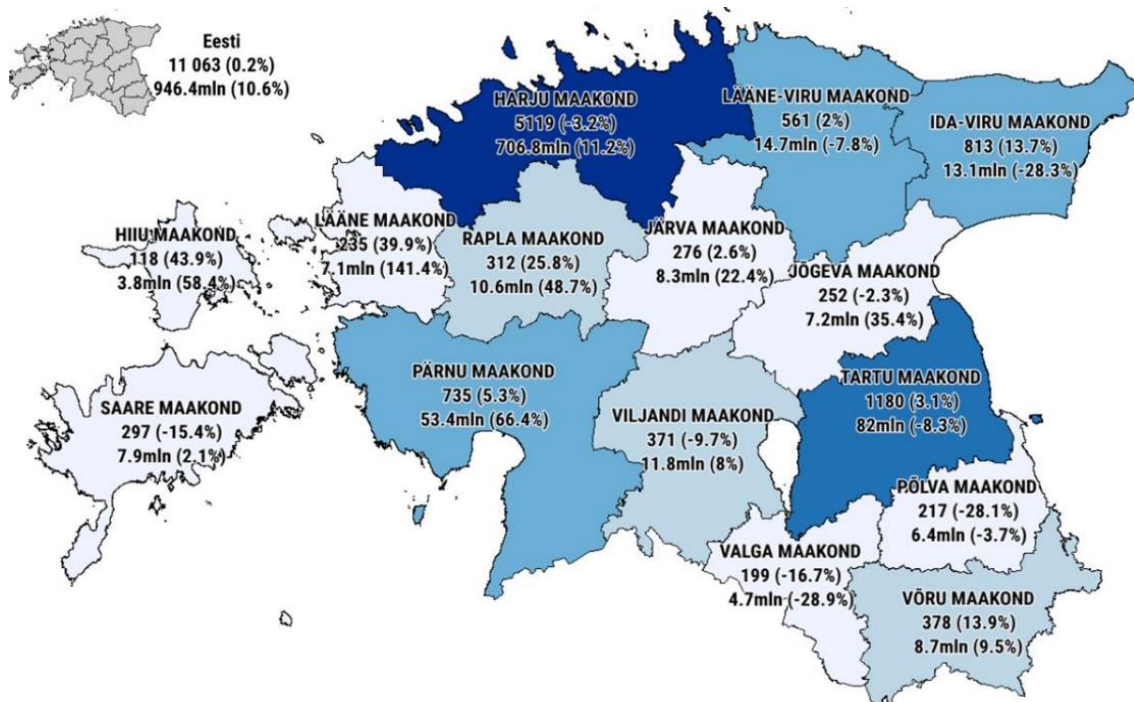 Eesti
11 063 (0.2%)
946.4mln (10.6%)
HARJU MAAKOND
5119 (-3.2%)
706.8mln (11.2%)
LÄÄNE-VIRU MAAKOND
561 (2%)
14.7mln (-7.8%)
IDA-VIRU MAAKOND
813 (13.7%)
13.1mln (-28.3%)
HIIU MAAKOND
118 (43.9%)
3.8mln (58.4%)
LÄÄNE MAAKOND
235 (39.9%)
7.1mln (141.4%)
RAPLA MAAKOND
312 (25.8%)
10.6mln (48.7%)
JÄRVA MAAKOND
276 (2.6%)
8.3mln (22.4%)
JÕGEVA MAAKOND
252 (-2.3%)
7.2mln (35.4%)
SAARE MAAKOND
297 (-15.4%)
7.9mln (2.1%)
PÄRNU MAAKOND
735 (5.3%)
53.4mln (66.4%)
VILJANDI MAAKOND
371 (-9.7%)
11.8mln (8%)
TARTU MAAKOND
1180 (3.1%)
82mln (-8.3%)
PÕLVA MAAKOND
217 (-28.1%)
6.4mln (-3.7%)
VALGA MAAKOND
199 (-16.7%)
4.7mln (-28.9%)
VÕRU MAAKOND
378 (13.9%)
8.7mln (9.5%)